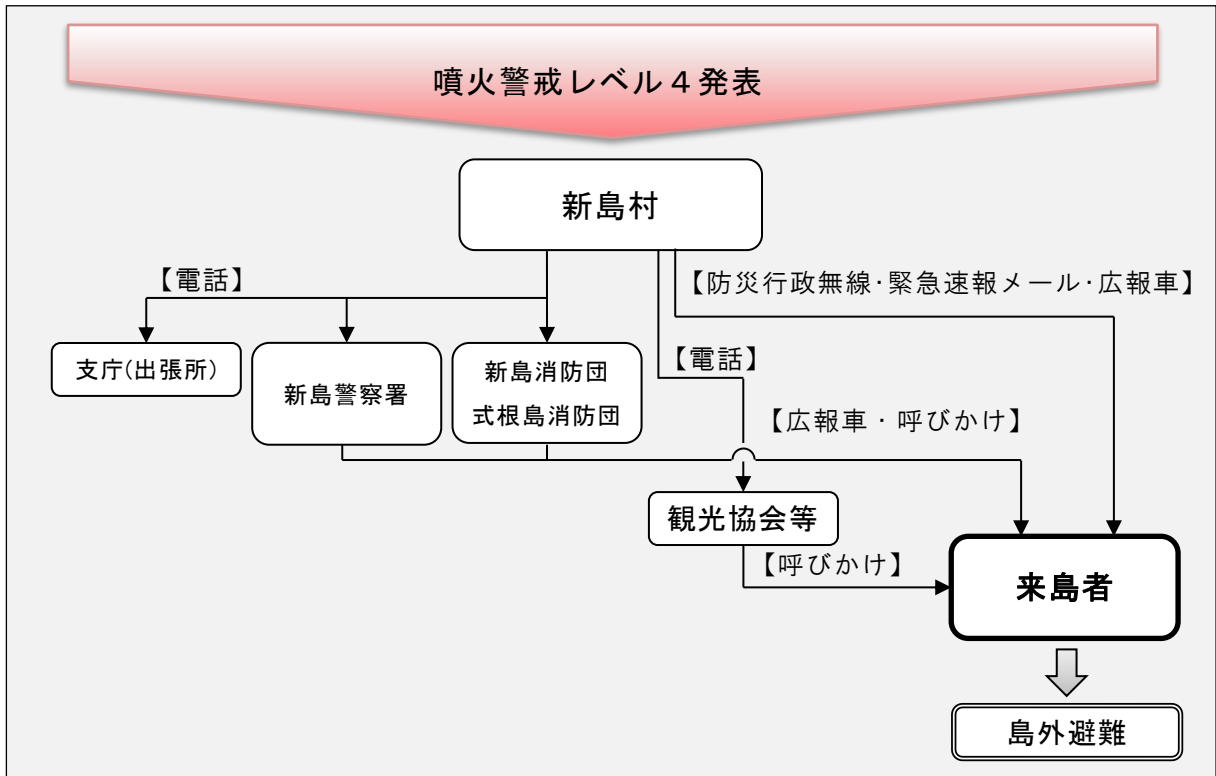 噴火警戒レベル４発表
新島村
【電話】
【防災行政無線･緊急速報メール･広報車】
支庁(出張所)
新島警察署
新島消防団
式根島消防団
【電話】
【広報車・呼びかけ】
観光協会等
【呼びかけ】
来島者
島外避難